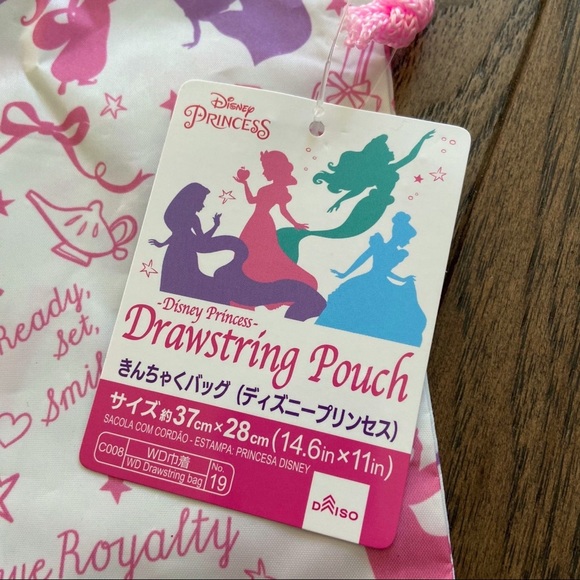 Disney
PRINCESS
-Disney Princess-
Drawstring Pouch
きんちゃくバッグ (ディズニープリンセス)
サイズ 約37cm×28cm (14.6in×11in)
SACOLA COM CORDÃO - ESTAMPA: PRINCESA DISNEY
C008 WD巾着 No.
WD Drawstring bag 19
DAISO
Ready,
Set,
Royalty